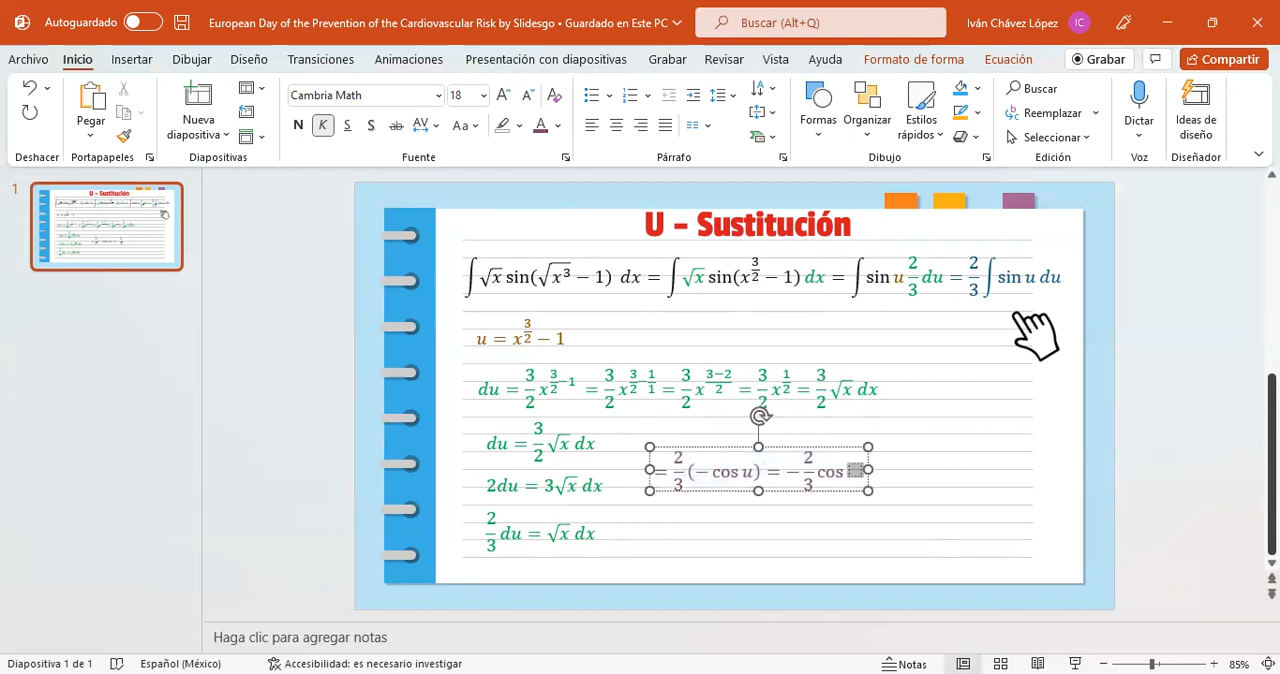 Autoguardado European Day of the Prevention of the Cardiovascular Risk by Slidesgo • Guardado en Este PC Buscar (Alt+Q) Iván Chávez López IC
Archivo Inicio Insertar Dibujar Diseño Transiciones Animaciones Presentación con diapositivas Grabar Revisar Vista Ayuda Formato de forma Ecuación Grabar Compartir
Pegar Nueva diapositiva Cambria Math 18 Formas Organizar Estilos rápidos Buscar Reemplazar Seleccionar Dictar Ideas de diseño
N K S S ab AV Aa A
Deshacer Portapapeles Diapositivas Fuente Párrafo Dibujo Edición Voz Diseñador
1
U – Sustitución
∫ √x sin(√x³ − 1) dx = ∫ √x sin(x^(3/2) − 1) dx = ∫ sin u 2/3 du = 2/3 ∫ sin u du
u = x^(3/2) − 1
du = 3/2 x^(3/2−1) = 3/2 x^(3/2−1/1) = 3/2 x^((3−2)/2) = 3/2 x^(1/2) = 3/2 √x dx
du = 3/2 √x dx
= 2/3 (− cos u) = − 2/3 cos
2du = 3√x dx
2/3 du = √x dx
Haga clic para agregar notas
Diapositiva 1 de 1 Español (México) Accesibilidad: es necesario investigar Notas 85%